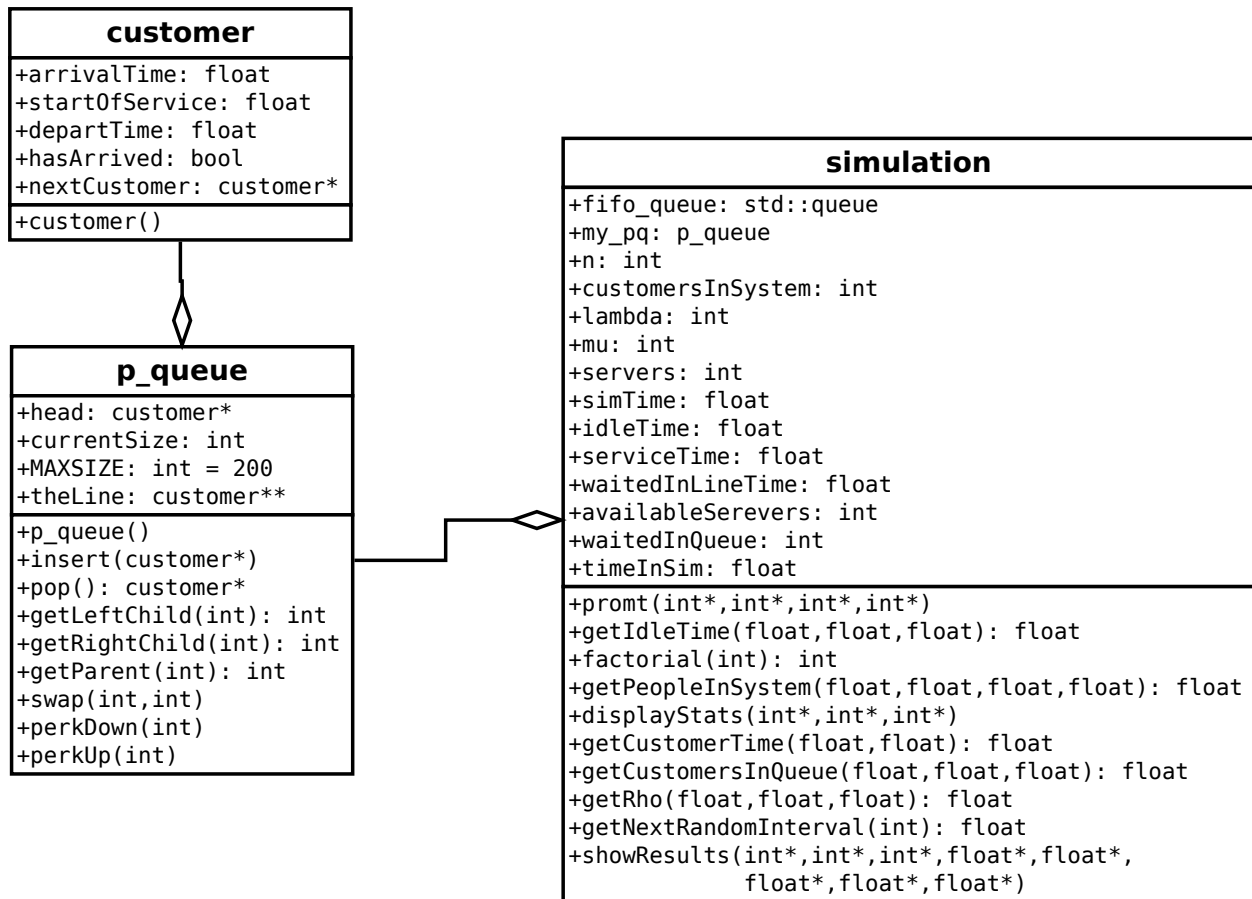 customer
+arrivalTime: float
+startOfService: float
+departTime: float
+hasArrived: bool
+nextCustomer: customer*
+customer()
p_queue
+head: customer*
+currentSize: int
+MAXSIZE: int = 200
+theLine: customer**
+p_queue()
+insert(customer*)
+pop(): customer*
+getLeftChild(int): int
+getRightChild(int): int
+getParent(int): int
+swap(int,int)
+perkDown(int)
+perkUp(int)
simulation
+fifo_queue: std::queue
+my_pq: p_queue
+n: int
+customersInSystem: int
+lambda: int
+mu: int
+servers: int
+simTime: float
+idleTime: float
+serviceTime: float
+waitedInLineTime: float
+availableSerevers: int
+waitedInQueue: int
+timeInSim: float
+promt(int*,int*,int*,int*)
+getIdleTime(float,float,float): float
+factorial(int): int
+getPeopleInSystem(float,float,float,float): float
+displayStats(int*,int*,int*)
+getCustomerTime(float,float): float
+getCustomersInQueue(float,float,float): float
+getRho(float,float,float): float
+getNextRandomInterval(int): float
+showResults(int*,int*,int*,float*,float*,
float*,float*,float*)